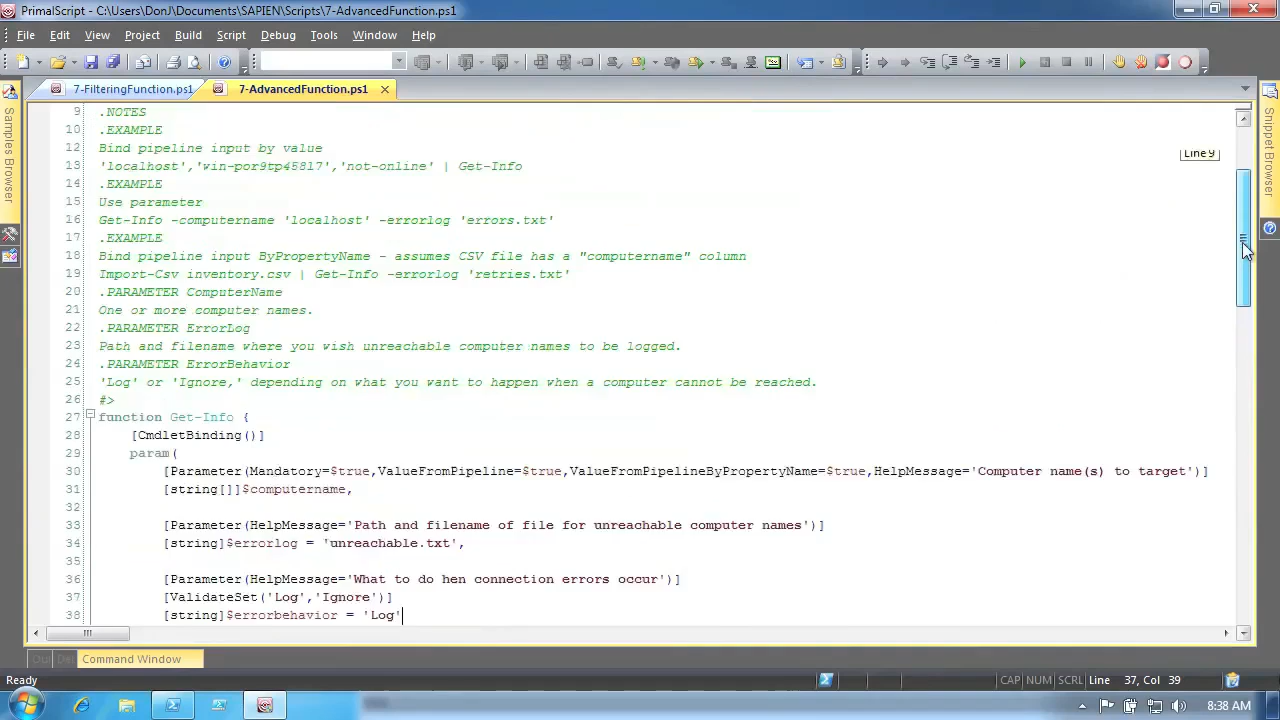 PrimalScript - C:\Users\DonJ\Documents\SAPIEN\Scripts\7-AdvancedFunction.ps1
File Edit View Project Build Script Debug Tools Window Help
7-FilteringFunction.ps1 7-AdvancedFunction.ps1
Samples Browser
Snippet Browser
Line 9
9 .NOTES
10 .EXAMPLE
12 Bind pipeline input by value
13 'localhost','win-por9tp45817','not-online' | Get-Info
14 .EXAMPLE
15 Use parameter
16 Get-Info -computername 'localhost' -errorlog 'errors.txt'
17 .EXAMPLE
18 Bind pipeline input ByPropertyName - assumes CSV file has a "computername" column
19 Import-Csv inventory.csv | Get-Info -errorlog 'retries.txt'
20 .PARAMETER ComputerName
21 One or more computer names.
22 .PARAMETER ErrorLog
23 Path and filename where you wish unreachable computer names to be logged.
24 .PARAMETER ErrorBehavior
25 'Log' or 'Ignore,' depending on what you want to happen when a computer cannot be reached.
26 #>
27 function Get-Info {
28 [CmdletBinding()]
29 param(
30 [Parameter(Mandatory=$true,ValueFromPipeline=$true,ValueFromPipelineByPropertyName=$true,HelpMessage='Computer name(s) to target')]
31 [string[]]$computername,
32
33 [Parameter(HelpMessage='Path and filename of file for unreachable computer names')]
34 [string]$errorlog = 'unreachable.txt',
35
36 [Parameter(HelpMessage='What to do hen connection errors occur')]
37 [ValidateSet('Log','Ignore')]
38 [string]$errorbehavior = 'Log'
Command Window
Ready CAP NUM SCRL Line 37, Col 39
8:38 AM